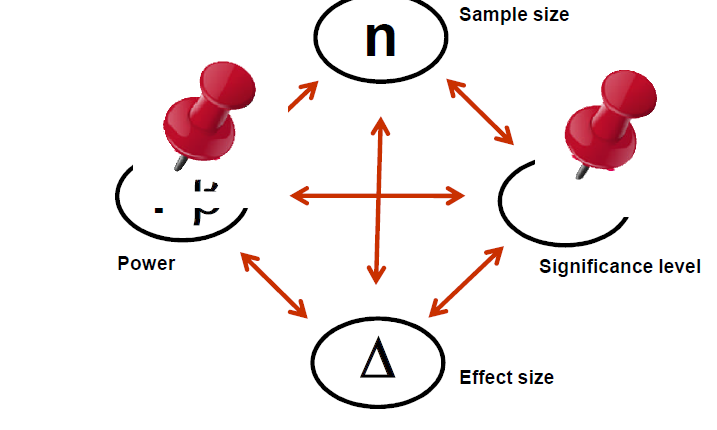 Sample size
n
Power
Significance level
Δ
Effect size